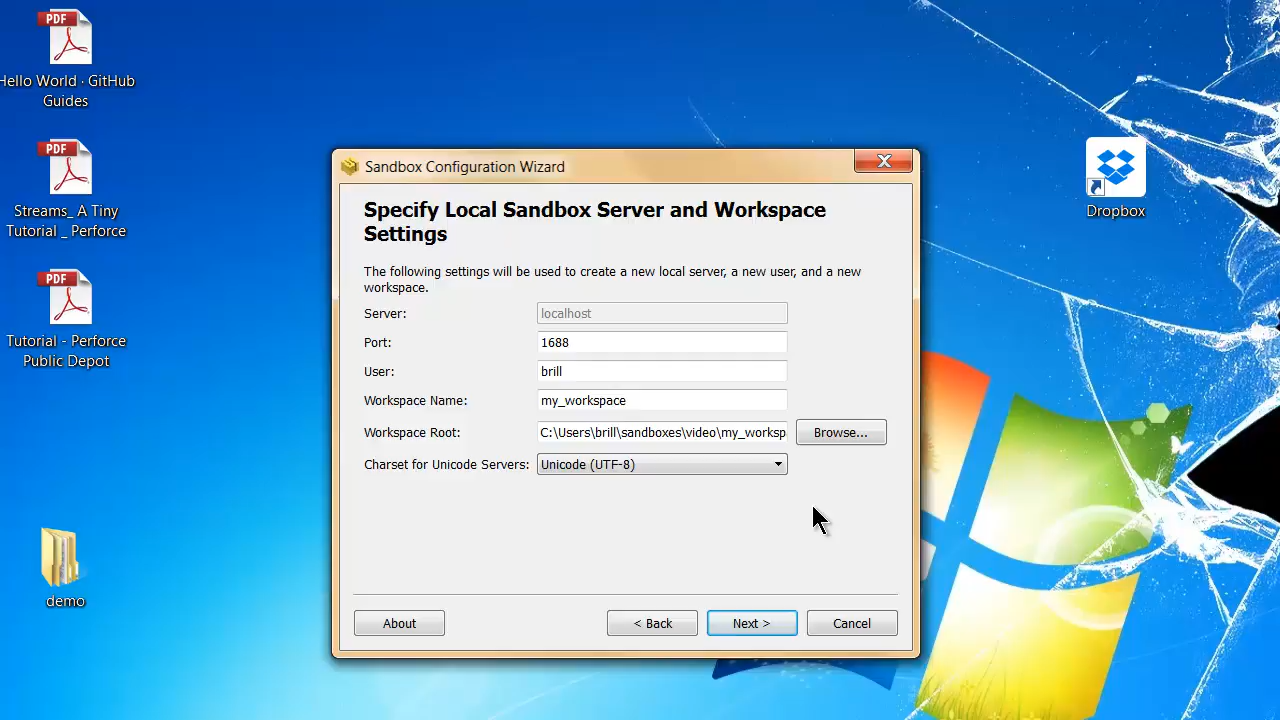 PDF
Hello World · GitHub
Guides
PDF
Streams_ A Tiny
Tutorial _ Perforce
PDF
Tutorial - Perforce
Public Depot
demo
Dropbox
Sandbox Configuration Wizard
Specify Local Sandbox Server and Workspace
Settings
The following settings will be used to create a new local server, a new user, and a new
workspace.
Server: localhost
Port: 1688
User: brill
Workspace Name: my_workspace
Workspace Root: C:\Users\brill\sandboxes\video\my_worksp Browse...
Charset for Unicode Servers: Unicode (UTF-8)
About < Back Next > Cancel